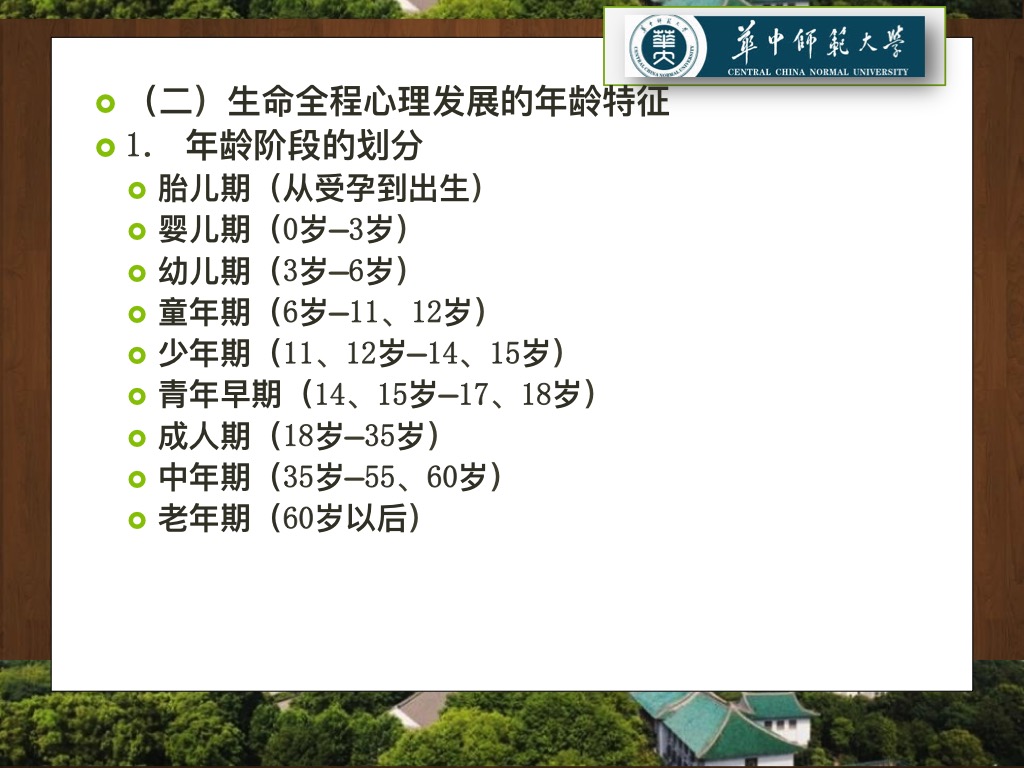 華中師範大學
CENTRAL CHINA NORMAL UNIVERSITY
（二）生命全程心理发展的年龄特征
1. 年龄阶段的划分
胎儿期（从受孕到出生）
婴儿期（0岁—3岁）
幼儿期（3岁—6岁）
童年期（6岁—11、12岁）
少年期（11、12岁—14、15岁）
青年早期（14、15岁—17、18岁）
成人期（18岁—35岁）
中年期（35岁—55、60岁）
老年期（60岁以后）